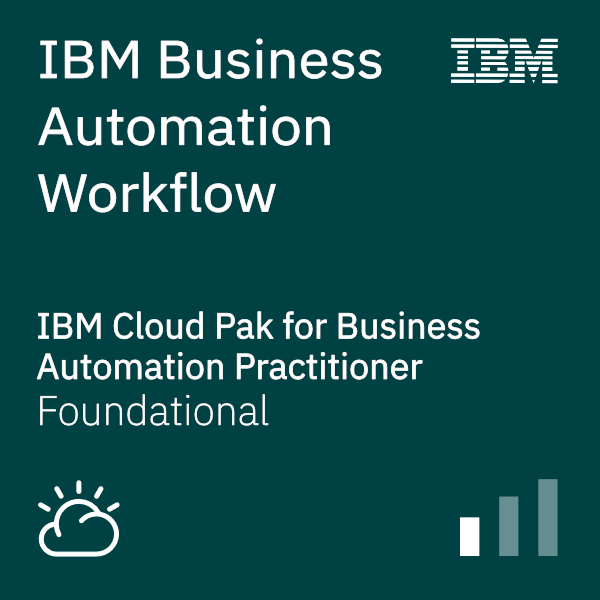 IBM Business
IBM
Automation
Workflow
IBM Cloud Pak for Business
Automation Practitioner
Foundational